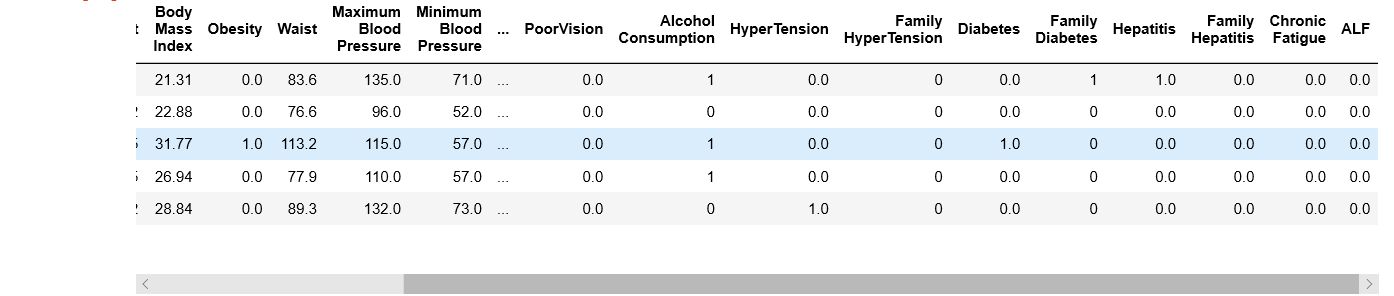 t Body Mass Index Obesity Waist Maximum Blood Pressure Minimum Blood Pressure ... PoorVision Alcohol Consumption HyperTension Family HyperTension Diabetes Family Diabetes Hepatitis Family Hepatitis Chronic Fatigue ALF
21.31 0.0 83.6 135.0 71.0 ... 0.0 1 0.0 0 0.0 1 1.0 0.0 0.0 0.0
22.88 0.0 76.6 96.0 52.0 ... 0.0 0 0.0 0 0.0 0 0.0 0.0 0.0 0.0
31.77 1.0 113.2 115.0 57.0 ... 0.0 1 0.0 0 1.0 0 0.0 0.0 0.0 0.0
26.94 0.0 77.9 110.0 57.0 ... 0.0 1 0.0 0 0.0 0 0.0 0.0 0.0 0.0
28.84 0.0 89.3 132.0 73.0 ... 0.0 0 1.0 0 0.0 0 0.0 0.0 0.0 0.0